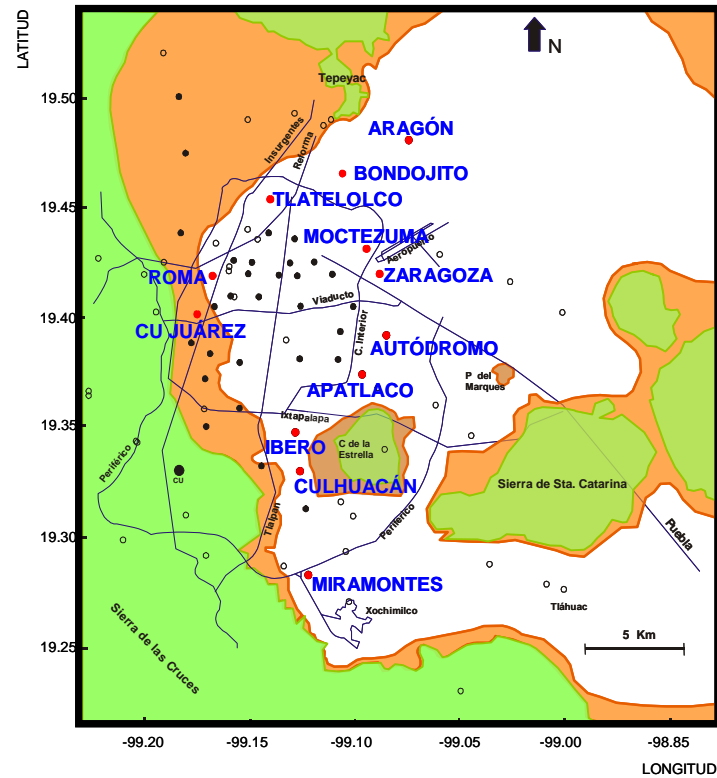 LATITUD
N
Tepeyac
19.50
ARAGÓN
Insurgentes
Reforma
BONDOJITO
TLATELOLCO
19.45
MOCTEZUMA
Aeropuerto
ROMA
ZARAGOZA
Viaducto
19.40
CU JUÁREZ
C. Interior
AUTÓDROMO
APATLACO
P del
Marques
19.35
Ixtapalapa
IBERO
C de la
Estrella
Periférico
CU
CULHUACÁN
Sierra de Sta. Catarina
Tlalpan
Periférico
Puebla
19.30
MIRAMONTES
Xochimilco
Tláhuac
Sierra de las Cruces
19.25
5 Km
-99.20
-99.15
-99.10
-99.05
-99.00
-98.85
LONGITUD